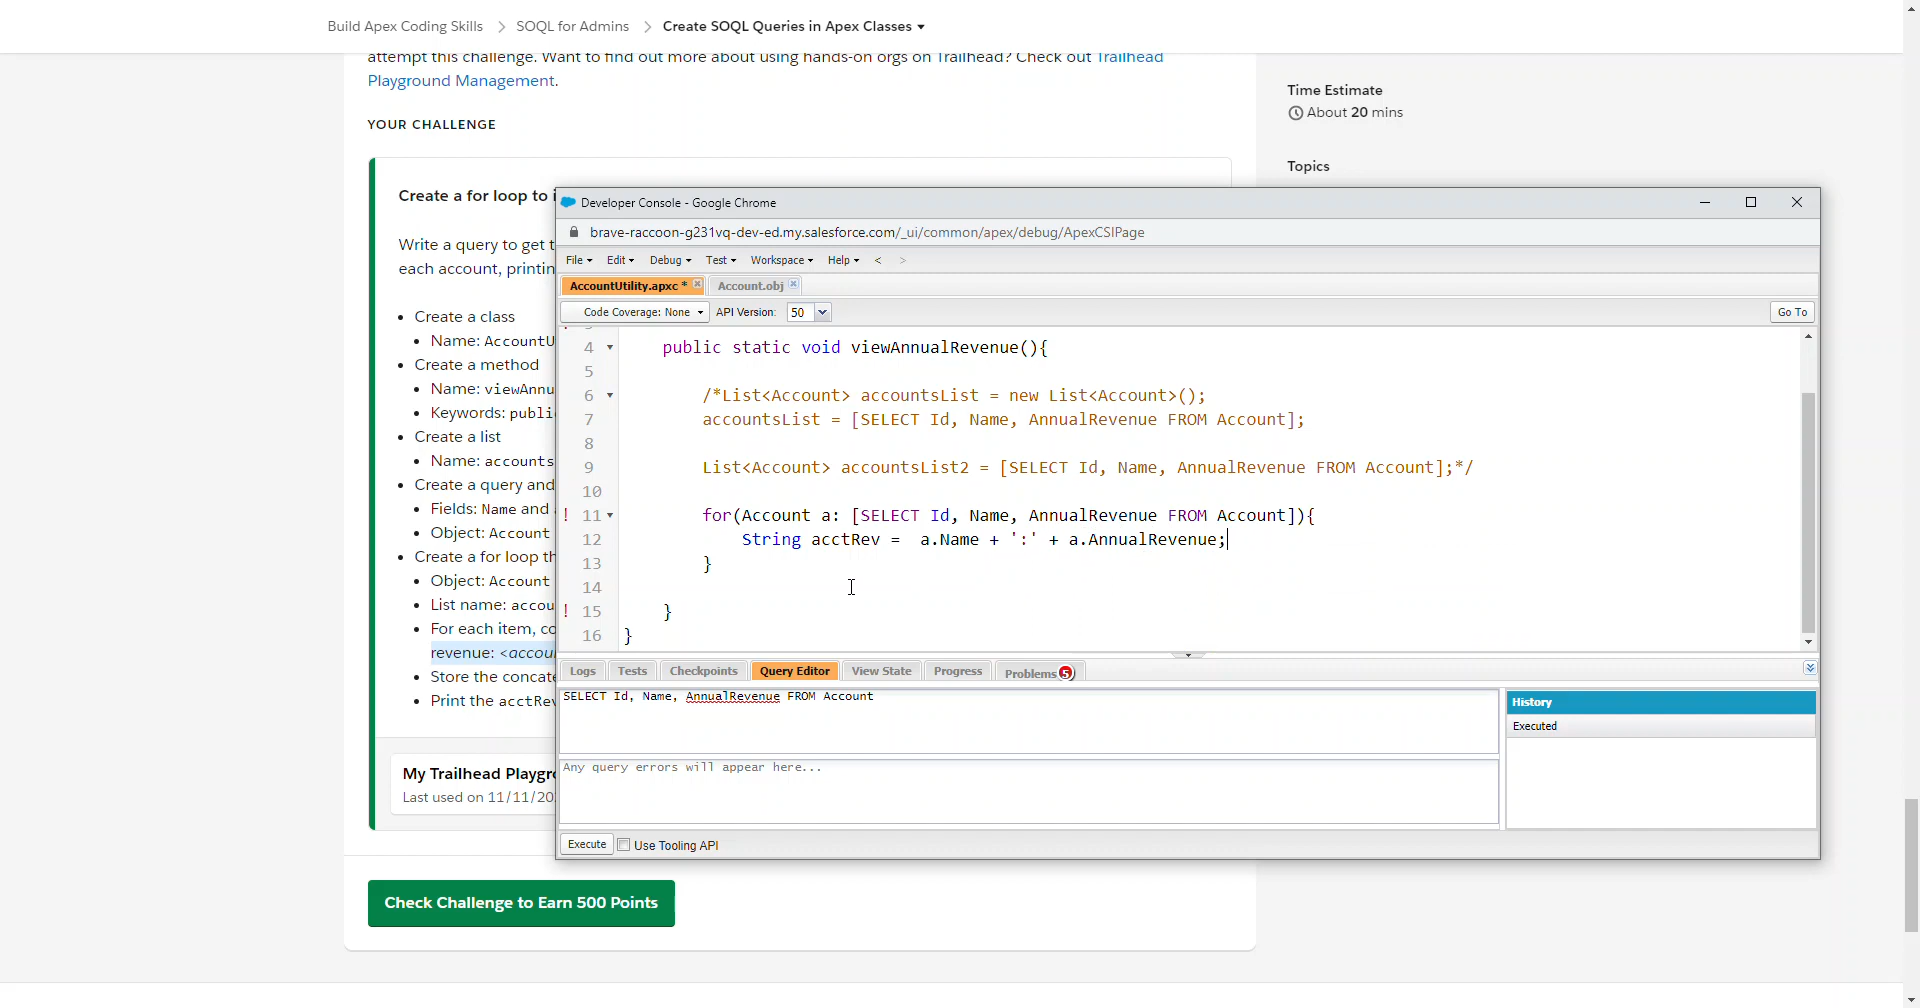 Build Apex Coding Skills > SOQL for Admins > Create SOQL Queries in Apex Classes
attempt this challenge. Want to find out more about using hands-on orgs on Trailhead? Check out Trailhead
Playground Management.
YOUR CHALLENGE
Time Estimate
About 20 mins
Topics
Create a for loop to
Write a query to get
each account, printin
• Create a class
• Name: AccountU
• Create a method
• Name: viewAnnu
• Keywords: publi
• Create a list
• Name: accounts
• Create a query and
• Fields: Name and
• Object: Account
• Create a for loop th
• Object: Account
• List name: accou
• For each item, co
revenue: <accou
• Store the concate
• Print the acctRev
My Trailhead Playgro
Last used on 11/11/20
Check Challenge to Earn 500 Points
Developer Console - Google Chrome
brave-raccoon-g231vq-dev-ed.my.salesforce.com/_ui/common/apex/debug/ApexCSIPage
File Edit Debug Test Workspace Help < >
AccountUtility.apxc * Account.obj
Code Coverage: None API Version: 50 Go To
4 public static void viewAnnualRevenue(){
5
6 /*List<Account> accountsList = new List<Account>();
7 accountsList = [SELECT Id, Name, AnnualRevenue FROM Account];
8
9 List<Account> accountsList2 = [SELECT Id, Name, AnnualRevenue FROM Account];*/
10
! 11 for(Account a: [SELECT Id, Name, AnnualRevenue FROM Account]){
12 String acctRev =  a.Name + ':' + a.AnnualRevenue;
13 }
14
! 15 }
16 }
Logs Tests Checkpoints Query Editor View State Progress Problems 5
SELECT Id, Name, AnnualRevenue FROM Account
Any query errors will appear here...
History
Executed
Execute Use Tooling API